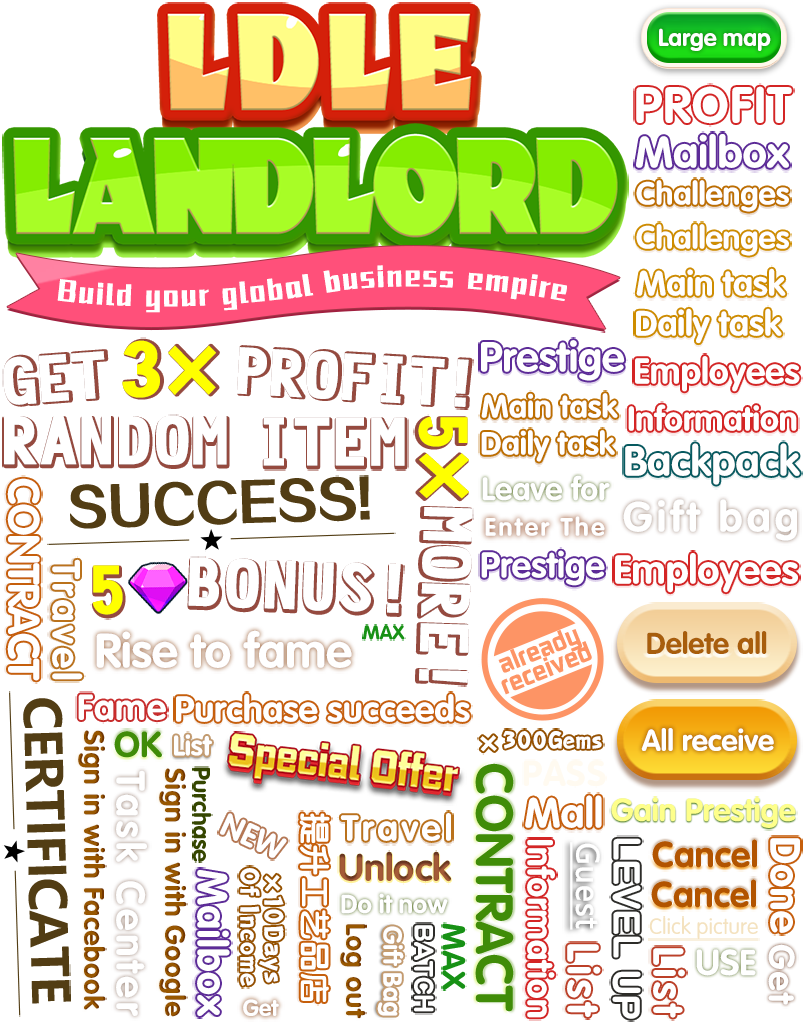 LDLE
LANDLORD
Build your global business empire
Large map
PROFIT
Mailbox
Challenges
Challenges
Main task
Daily task
GET 3× PROFIT!
Prestige
Employees
RANDOM ITEM
5× MORE!
Main task
Daily task
Information
Backpack
CONTRACT
SUCCESS!
Leave for
Enter The
Gift bag
Travel
5 BONUS!
Prestige
Employees
Rise to fame
MAX
already
received
Delete all
CERTIFICATE
Fame
Purchase succeeds
All receive
Sign in with Facebook
OK
List
Special Offer
×300Gems
PASS
Task Center
Sign in with Google
Purchase
Mailbox
NEW
×10Days
Of Income
Get
提升工艺品店
Travel
Unlock
Do it now
Log out
Gift Bag
BATCH
MAX
CONTRACT
Mall
Gain Prestige
Information
Guest
List
LEVEL UP
Cancel
Cancel
Click picture
List
USE
Done
Get